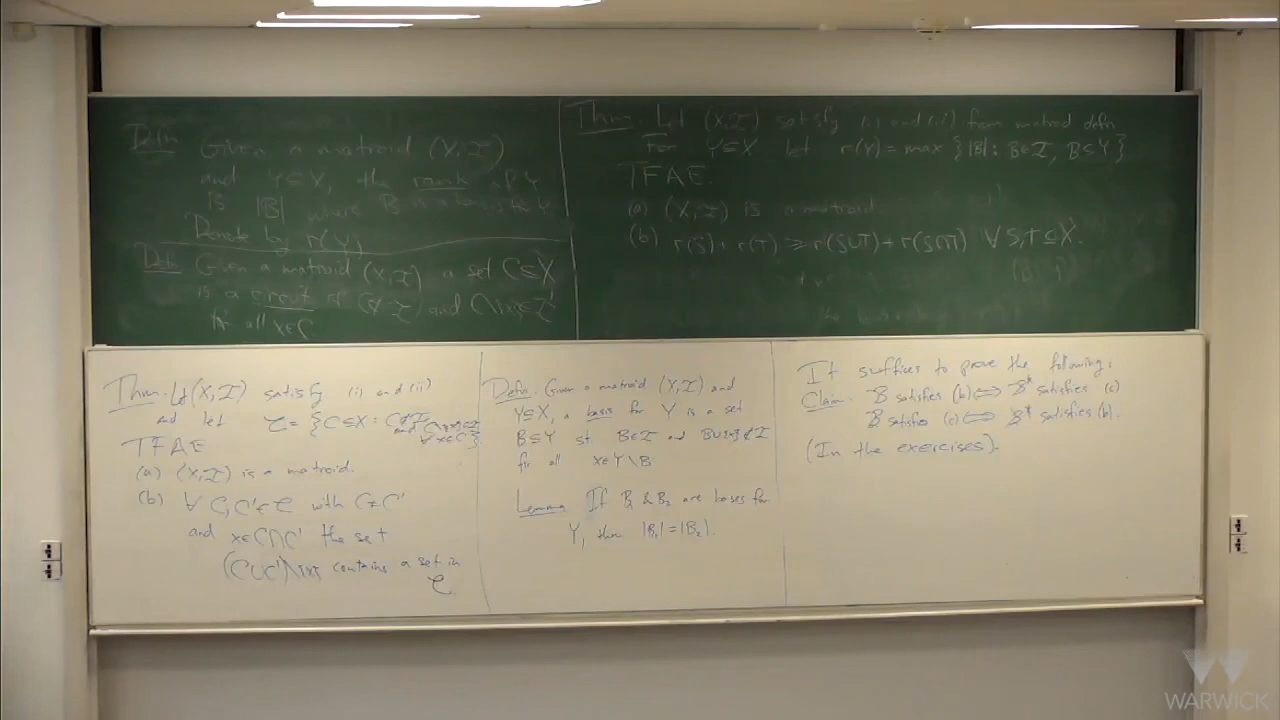 Defn. Given a matroid (X,I)
and Y⊆X, the rank of Y
is |B| where B is a basis for Y.
Denote by r(Y)
Defn Given a matroid (X,I) a set C⊆X
is a circuit if C∉I and C\{x}∈I
for all x∈C
Thm. Let (X,I) satisfy (i) and (ii) from matroid defn
For Y⊆X let r(Y) = max {|B| : B∈I, B⊆Y}
TFAE.
(a) (X,I) is a matroid
(b) r(S)+r(T) ≥ r(S∪T)+r(S∩T) ∀ S,T⊆X.
Thm. Let (X,I) satisfy (i) and (ii)
and let C = {C⊆X : C∉I and C\{x}∈I ∀x∈C}.
TFAE
(a) (X,I) is a matroid.
(b) ∀ C,C'∈C with C≠C'
and x∈C∩C' the set
(C∪C')\{x} contains a set in
C.
Defn. Given a matroid (X,I) and
Y⊆X, a basis for Y is a set
B⊆Y st B∈I and B∪{x}∉I
for all x∈Y\B
Lemma If B₁ & B₂ are bases for
Y, then |B₁|=|B₂|.
It suffices to prove the following:
Claim. B satisfies (b) ⟺ B* satisfies (c)
B satisfies (c) ⟺ B* satisfies (b).
(In the exercises).
WARWICK